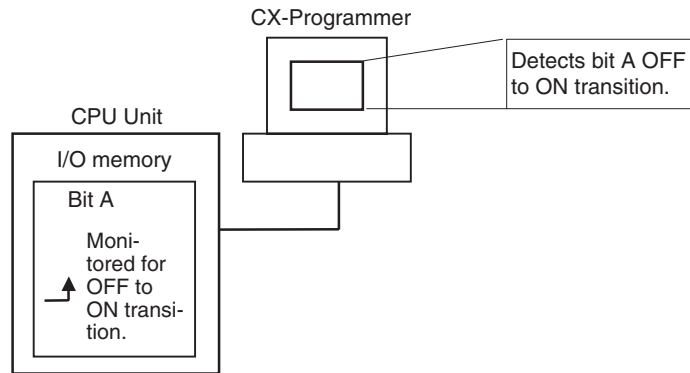 CX-Programmer
Detects bit A OFF
to ON transition.
CPU Unit
I/O memory
Bit A
Moni-
tored for
OFF to
ON transi-
tion.